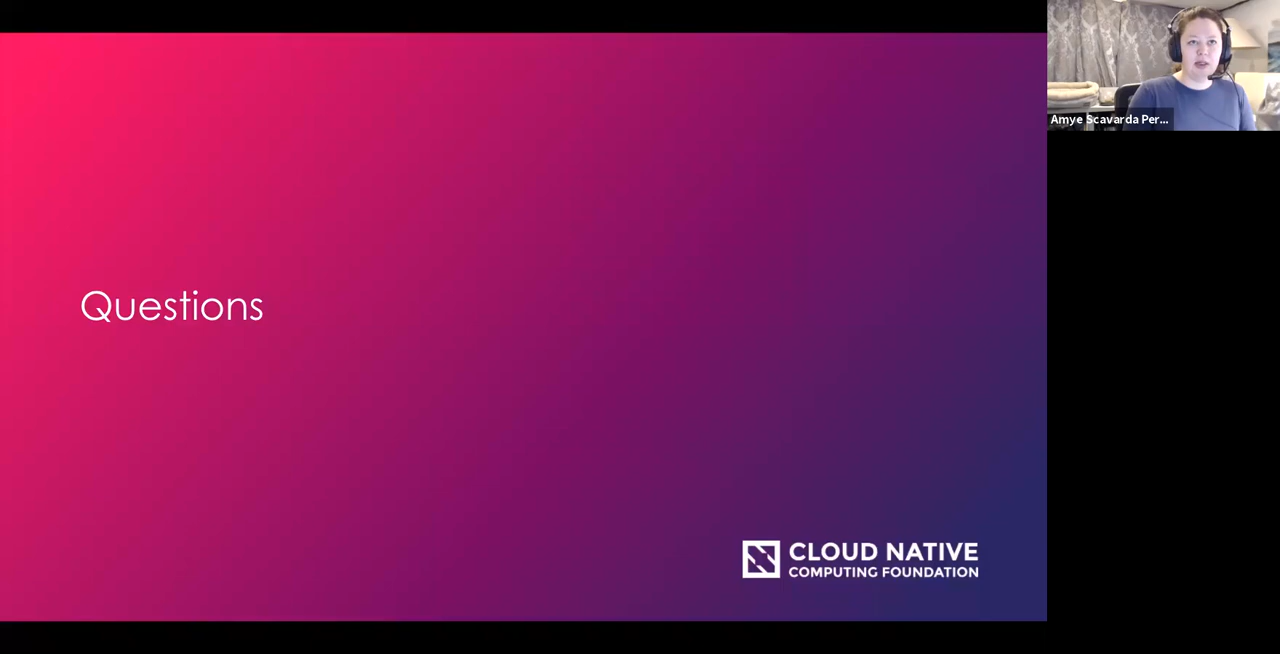 Amye Scavarda Per...
Questions
CLOUD NATIVE
COMPUTING FOUNDATION